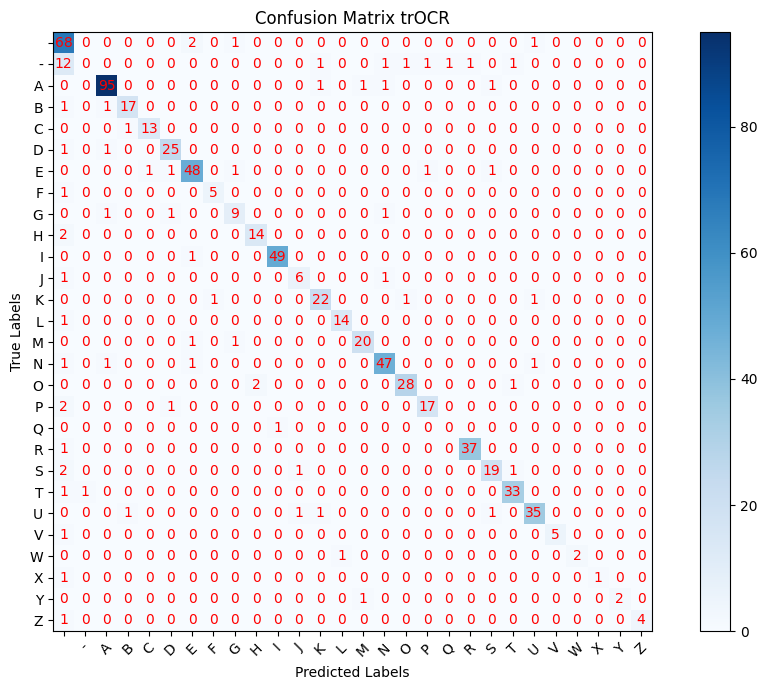 Confusion Matrix trOCR
68 0 0 0 0 0 2 0 1 0 0 0 0 0 0 0 0 0 0 0 0 0 1 0 0 0 0 0
- 12 0 0 0 0 0 0 0 0 0 0 0 1 0 0 1 1 1 1 1 0 1 0 0 0 0 0 0
A 0 0 95 0 0 0 0 0 0 0 0 0 1 0 1 1 0 0 0 0 1 0 0 0 0 0 0 0
B 1 0 1 17 0 0 0 0 0 0 0 0 0 0 0 0 0 0 0 0 0 0 0 0 0 0 0 0
C 0 0 0 1 13 0 0 0 0 0 0 0 0 0 0 0 0 0 0 0 0 0 0 0 0 0 0 0
D 1 0 1 0 0 25 0 0 0 0 0 0 0 0 0 0 0 0 0 0 0 0 0 0 0 0 0 0
E 0 0 0 0 1 1 48 0 1 0 0 0 0 0 0 0 0 1 0 0 1 0 0 0 0 0 0 0
F 1 0 0 0 0 0 0 5 0 0 0 0 0 0 0 0 0 0 0 0 0 0 0 0 0 0 0 0
G 0 0 1 0 0 1 0 0 9 0 0 0 0 0 0 1 0 0 0 0 0 0 0 0 0 0 0 0
H 2 0 0 0 0 0 0 0 0 14 0 0 0 0 0 0 0 0 0 0 0 0 0 0 0 0 0 0
I 0 0 0 0 0 0 1 0 0 0 49 0 0 0 0 0 0 0 0 0 0 0 0 0 0 0 0 0
J 1 0 0 0 0 0 0 0 0 0 0 6 0 0 0 1 0 0 0 0 0 0 0 0 0 0 0 0
K 0 0 0 0 0 0 0 1 0 0 0 0 22 0 0 0 1 0 0 0 0 0 1 0 0 0 0 0
L 1 0 0 0 0 0 0 0 0 0 0 0 0 14 0 0 0 0 0 0 0 0 0 0 0 0 0 0
M 0 0 0 0 0 0 1 0 1 0 0 0 0 0 20 0 0 0 0 0 0 0 0 0 0 0 0 0
N 1 0 1 0 0 0 1 0 0 0 0 0 0 0 0 47 0 0 0 0 0 0 1 0 0 0 0 0
O 0 0 0 0 0 0 0 0 0 2 0 0 0 0 0 0 28 0 0 0 0 1 0 0 0 0 0 0
P 2 0 0 0 0 1 0 0 0 0 0 0 0 0 0 0 0 17 0 0 0 0 0 0 0 0 0 0
Q 0 0 0 0 0 0 0 0 0 0 1 0 0 0 0 0 0 0 0 0 0 0 0 0 0 0 0 0
R 1 0 0 0 0 0 0 0 0 0 0 0 0 0 0 0 0 0 0 37 0 0 0 0 0 0 0 0
S 2 0 0 0 0 0 0 0 0 0 0 1 0 0 0 0 0 0 0 0 19 1 0 0 0 0 0 0
T 1 1 0 0 0 0 0 0 0 0 0 0 0 0 0 0 0 0 0 0 0 33 0 0 0 0 0 0
U 0 0 0 1 0 0 0 0 0 0 0 1 1 0 0 0 0 0 0 0 1 0 35 0 0 0 0 0
V 1 0 0 0 0 0 0 0 0 0 0 0 0 0 0 0 0 0 0 0 0 0 0 5 0 0 0 0
W 0 0 0 0 0 0 0 0 0 0 0 0 0 1 0 0 0 0 0 0 0 0 0 0 2 0 0 0
X 1 0 0 0 0 0 0 0 0 0 0 0 0 0 0 0 0 0 0 0 0 0 0 0 0 1 0 0
Y 0 0 0 0 0 0 0 0 0 0 0 0 0 0 1 0 0 0 0 0 0 0 0 0 0 0 2 0
Z 1 0 0 0 0 0 0 0 0 0 0 0 0 0 0 0 0 0 0 0 0 0 0 0 0 0 0 4
- A B C D E F G H I J K L M N O P Q R S T U V W X Y Z
Predicted Labels
True Labels
80
60
40
20
0